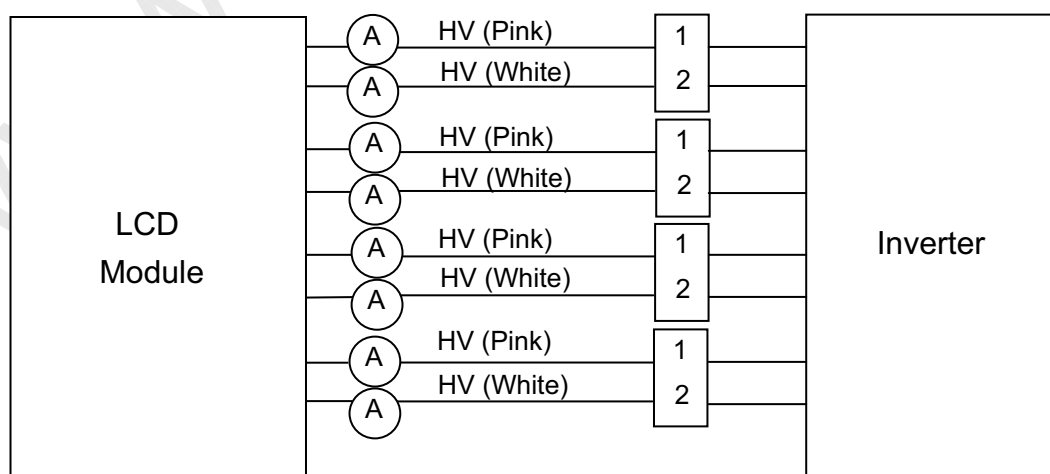 A HV (Pink) 1
A HV (White) 2
A HV (Pink) 1
A HV (White) 2
LCD
Module
A HV (Pink) 1
A HV (White) 2
Inverter
A HV (Pink) 1
A HV (White) 2